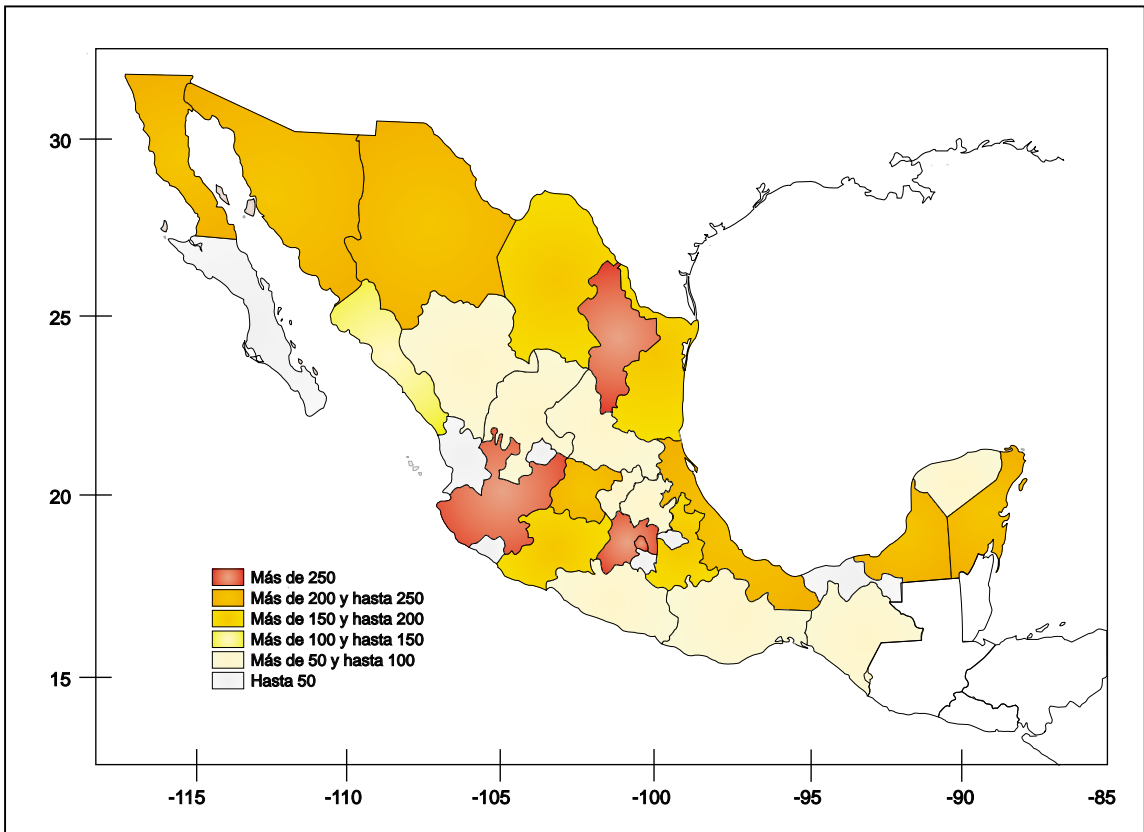 30
25
20
15
Más de 250
Más de 200 y hasta 250
Más de 150 y hasta 200
Más de 100 y hasta 150
Más de 50 y hasta 100
Hasta 50
-115 -110 -105 -100 -95 -90 -85